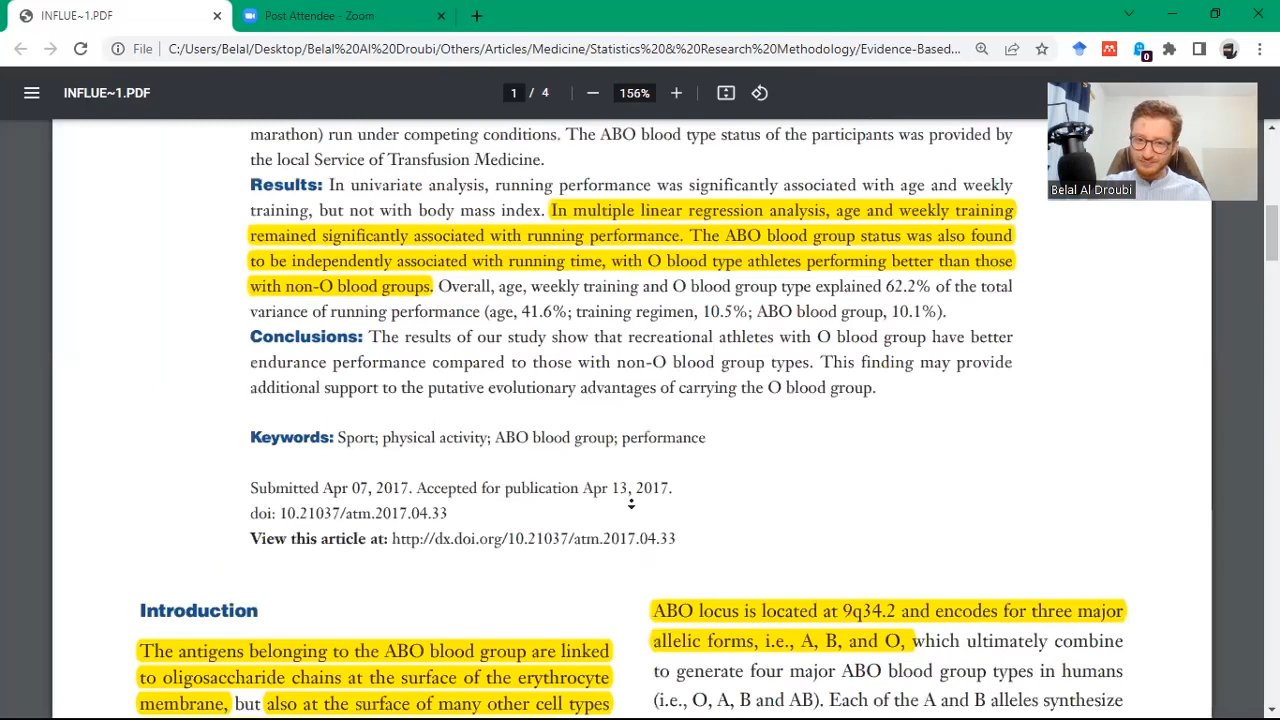 INFLUE~1.PDF
Post Attendee - Zoom
File
C:/Users/Belal/Desktop/Belal%20Al%20Droubi/Others/Articles/Medicine/Statistics%20&%20Research%20Methodology/Evidence-Based...
0
INFLUE~1.PDF
1 / 4
156%
Belal Al Droubi
marathon) run under competing conditions. The ABO blood type status of the participants was provided by
the local Service of Transfusion Medicine.
Results: In univariate analysis, running performance was significantly associated with age and weekly
training, but not with body mass index. In multiple linear regression analysis, age and weekly training
remained significantly associated with running performance. The ABO blood group status was also found
to be independently associated with running time, with O blood type athletes performing better than those
with non-O blood groups. Overall, age, weekly training and O blood group type explained 62.2% of the total
variance of running performance (age, 41.6%; training regimen, 10.5%; ABO blood group, 10.1%).
Conclusions: The results of our study show that recreational athletes with O blood group have better
endurance performance compared to those with non-O blood group types. This finding may provide
additional support to the putative evolutionary advantages of carrying the O blood group.
Keywords: Sport; physical activity; ABO blood group; performance
Submitted Apr 07, 2017. Accepted for publication Apr 13, 2017.
doi: 10.21037/atm.2017.04.33
View this article at: http://dx.doi.org/10.21037/atm.2017.04.33
Introduction
The antigens belonging to the ABO blood group are linked
to oligosaccharide chains at the surface of the erythrocyte
membrane, but also at the surface of many other cell types
ABO locus is located at 9q34.2 and encodes for three major
allelic forms, i.e., A, B, and O, which ultimately combine
to generate four major ABO blood group types in humans
(i.e., O, A, B and AB). Each of the A and B alleles synthesize